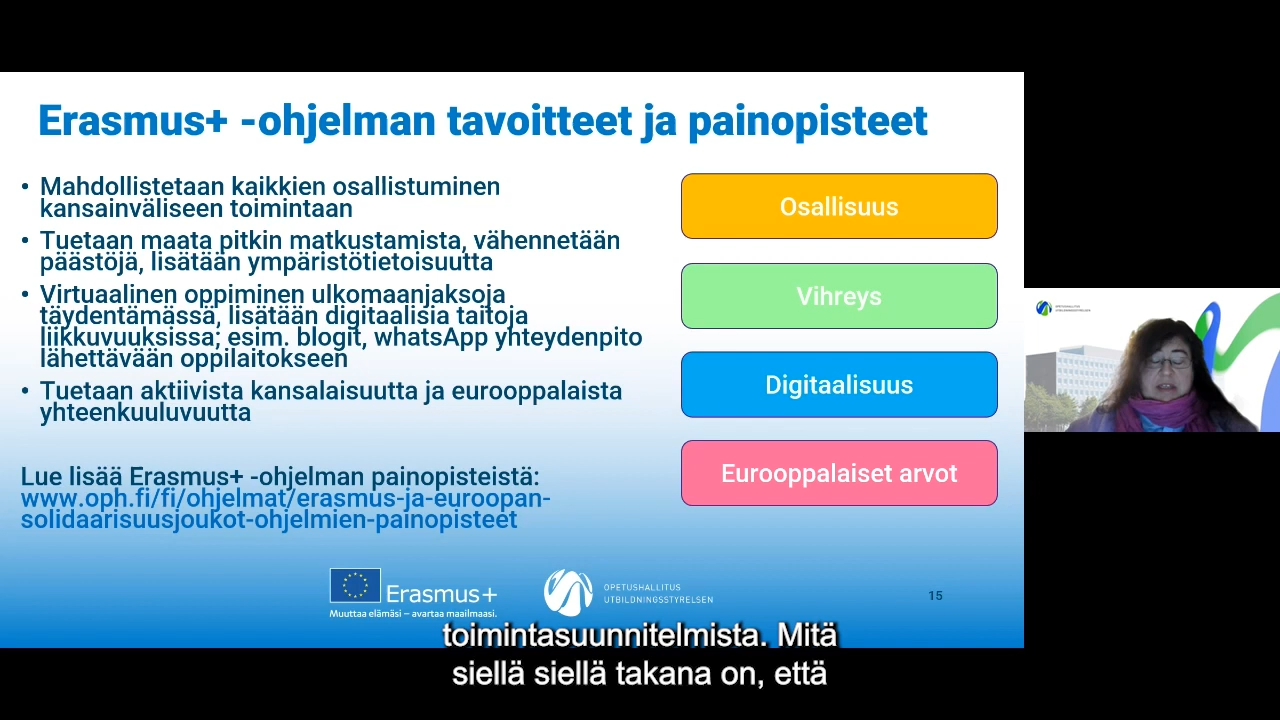 Erasmus+ -ohjelman tavoitteet ja painopisteet
• Mahdollistetaan kaikkien osallistuminen
kansainväliseen toimintaan
• Tuetaan maata pitkin matkustamista, vähennetään
päästöjä, lisätään ympäristötietoisuutta
• Virtuaalinen oppiminen ulkomaanjaksoja
täydentämässä, lisätään digitaalisia taitoja
liikkuvuuksissa; esim. blogit, whatsApp yhteydenpito
lähettävään oppilaitokseen
• Tuetaan aktiivista kansalaisuutta ja eurooppalaista
yhteenkuuluvuutta
Lue lisää Erasmus+ -ohjelman painopisteistä:
www.oph.fi/fi/ohjelmat/erasmus-ja-euroopan-
solidaarisuusjoukot-ohjelmien-painopisteet
Osallisuus
Vihreys
Digitaalisuus
Eurooppalaiset arvot
OPETUSHALLITUS
UTBILDNINGSSTYRELSEN
Erasmus+
Muuttaa elämäsi – avartaa maailmaasi.
OPETUSHALLITUS
UTBILDNINGSSTYRELSEN
15
toimintasuunnitelmista. Mitä
siellä siellä takana on, että